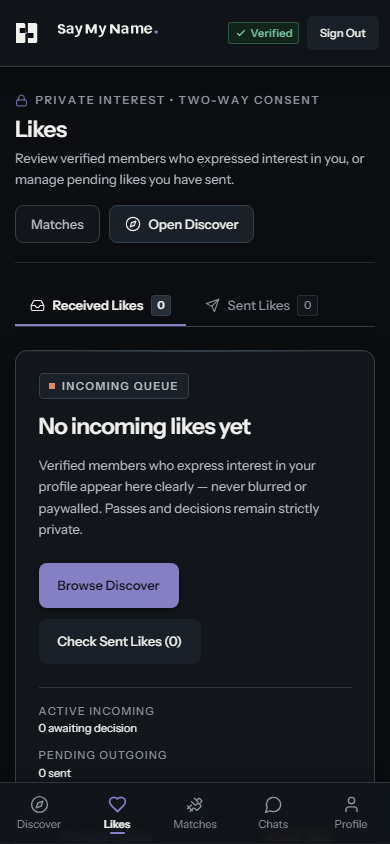 Say My Name.
Verified
Sign Out
PRIVATE INTEREST • TWO-WAY CONSENT
Likes
Review verified members who expressed interest in you, or
manage pending likes you have sent.
Matches
Open Discover
Received Likes 0
Sent Likes 0
INCOMING QUEUE
No incoming likes yet
Verified members who express interest in your
profile appear here clearly — never blurred or
paywalled. Passes and decisions remain strictly
private.
Browse Discover
Check Sent Likes (0)
ACTIVE INCOMING
0 awaiting decision
PENDING OUTGOING
0 sent
Discover
Likes
Matches
Chats
Profile